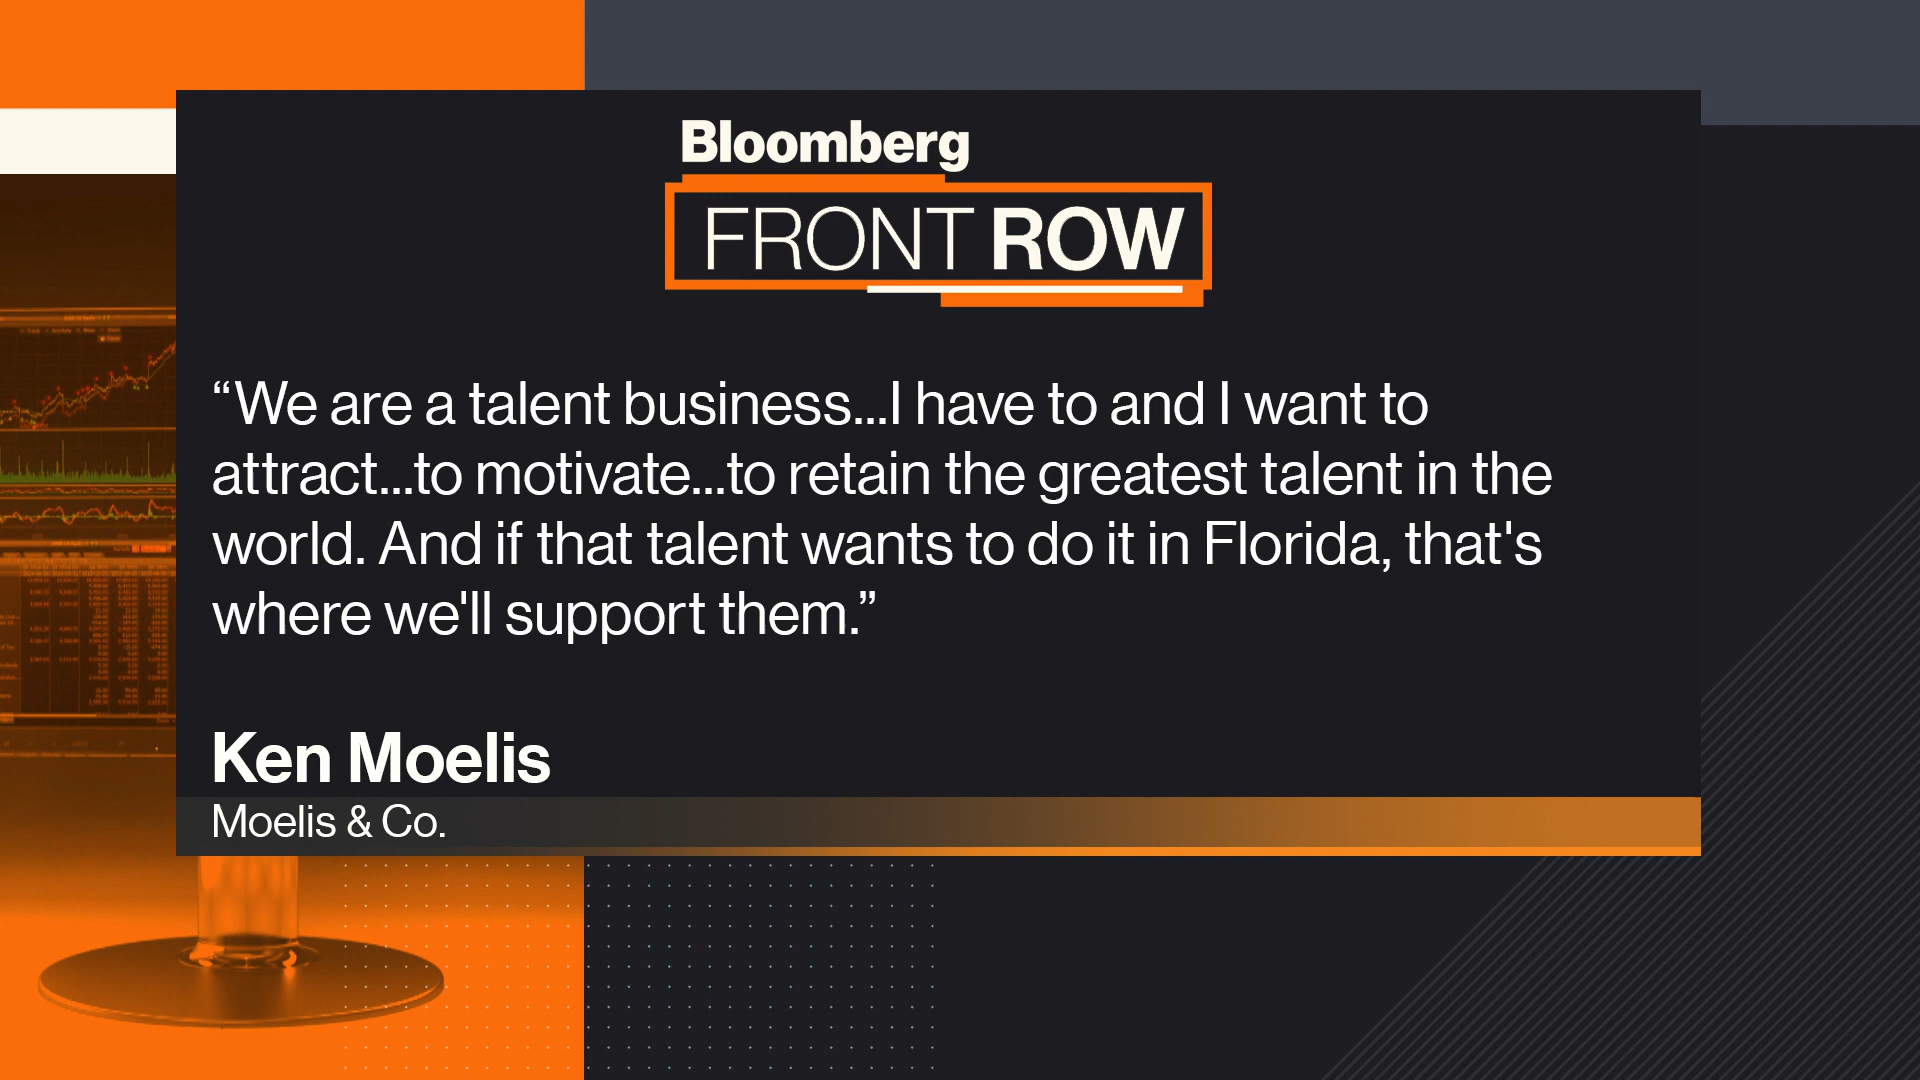 Bloomberg
FRONT ROW
“We are a talent business...I have to and I want to
attract...to motivate...to retain the greatest talent in the
world. And if that talent wants to do it in Florida, that's
where we'll support them.”
Ken Moelis
Moelis & Co.